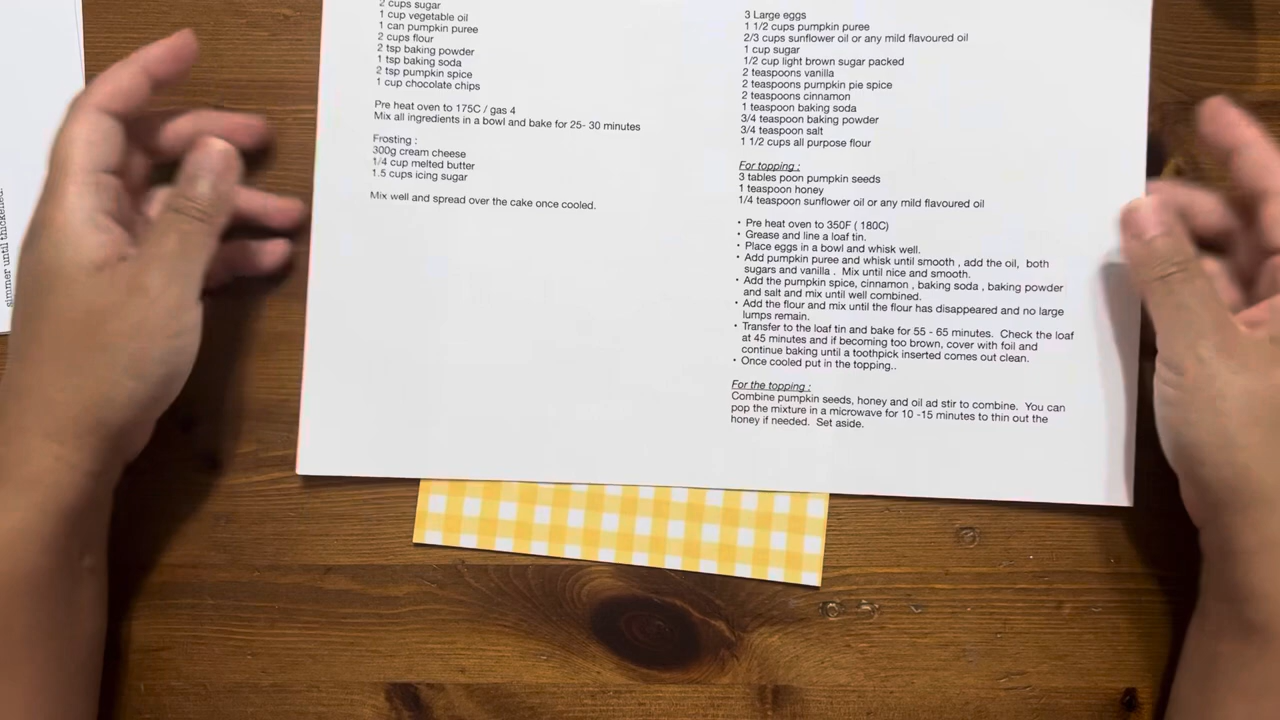 2 cups sugar
1 cup vegetable oil
1 can pumpkin puree
2 cups flour
2 tsp baking powder
1 tsp baking soda
2 tsp pumpkin spice
1 cup chocolate chips
Pre heat oven to 175C / gas 4
Mix all ingredients in a bowl and bake for 25- 30 minutes
Frosting :
300g cream cheese
1/4 cup melted butter
1.5 cups icing sugar
Mix well and spread over the cake once cooled.
3 Large eggs
1 1/2 cups pumpkin puree
2/3 cups sunflower oil or any mild flavoured oil
1 cup sugar
1/2 cup light brown sugar packed
2 teaspoons vanilla
2 teaspoons pumpkin pie spice
2 teaspoons cinnamon
1 teaspoon baking soda
3/4 teaspoon baking powder
3/4 teaspoon salt
1 1/2 cups all purpose flour
For topping :
3 tables poon pumpkin seeds
1 teaspoon honey
1/4 teaspoon sunflower oil or any mild flavoured oil
• Pre heat oven to 350F ( 180C)
• Grease and line a loaf tin.
• Place eggs in a bowl and whisk well.
• Add pumpkin puree and whisk until smooth , add the oil, both
sugars and vanilla . Mix until nice and smooth.
• Add the pumpkin spice, cinnamon , baking soda , baking powder
and salt and mix until well combined.
• Add the flour and mix until the flour has disappeared and no large
lumps remain.
• Transfer to the loaf tin and bake for 55 - 65 minutes. Check the loaf
at 45 minutes and if becoming too brown, cover with foil and
continue baking until a toothpick inserted comes out clean.
• Once cooled put in the topping..
For the topping :
Combine pumpkin seeds, honey and oil ad stir to combine. You can
pop the mixture in a microwave for 10 -15 minutes to thin out the
honey if needed. Set aside.
simmer until thickened.